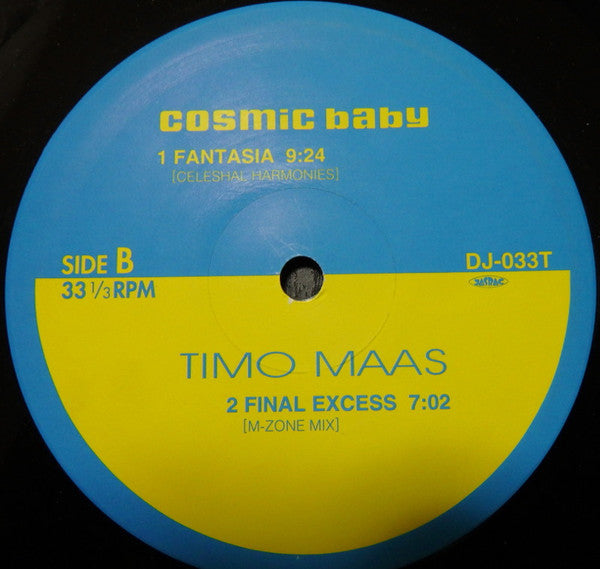 cosmic baby
1 FANTASIA 9:24
[CELESHAL HARMONIES]
SIDE B
DJ-033T
33 1/3 RPM
JASRAC
TIMO MAAS
2 FINAL EXCESS 7:02
[M-ZONE MIX]